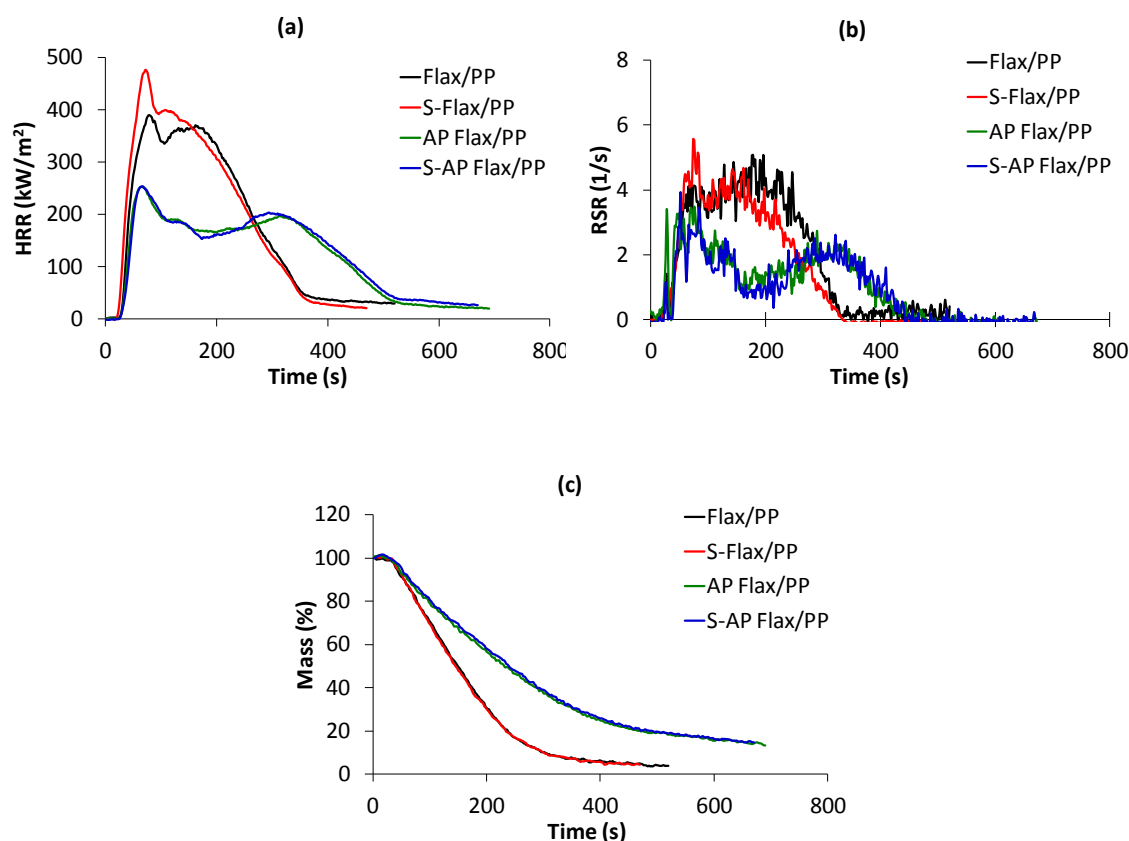 (a)
HRR (kW/m²)
500
400
300
200
100
0
0 200 400 600 800
Time (s)
Flax/PP
S-Flax/PP
AP Flax/PP
S-AP Flax/PP
(b)
RSR (1/s)
8
6
4
2
0
0 200 400 600 800
Time (s)
Flax/PP
S-Flax/PP
AP Flax/PP
S-AP Flax/PP
(c)
Mass (%)
120
100
80
60
40
20
0
0 200 400 600 800
Time (s)
Flax/PP
S-Flax/PP
AP Flax/PP
S-AP Flax/PP